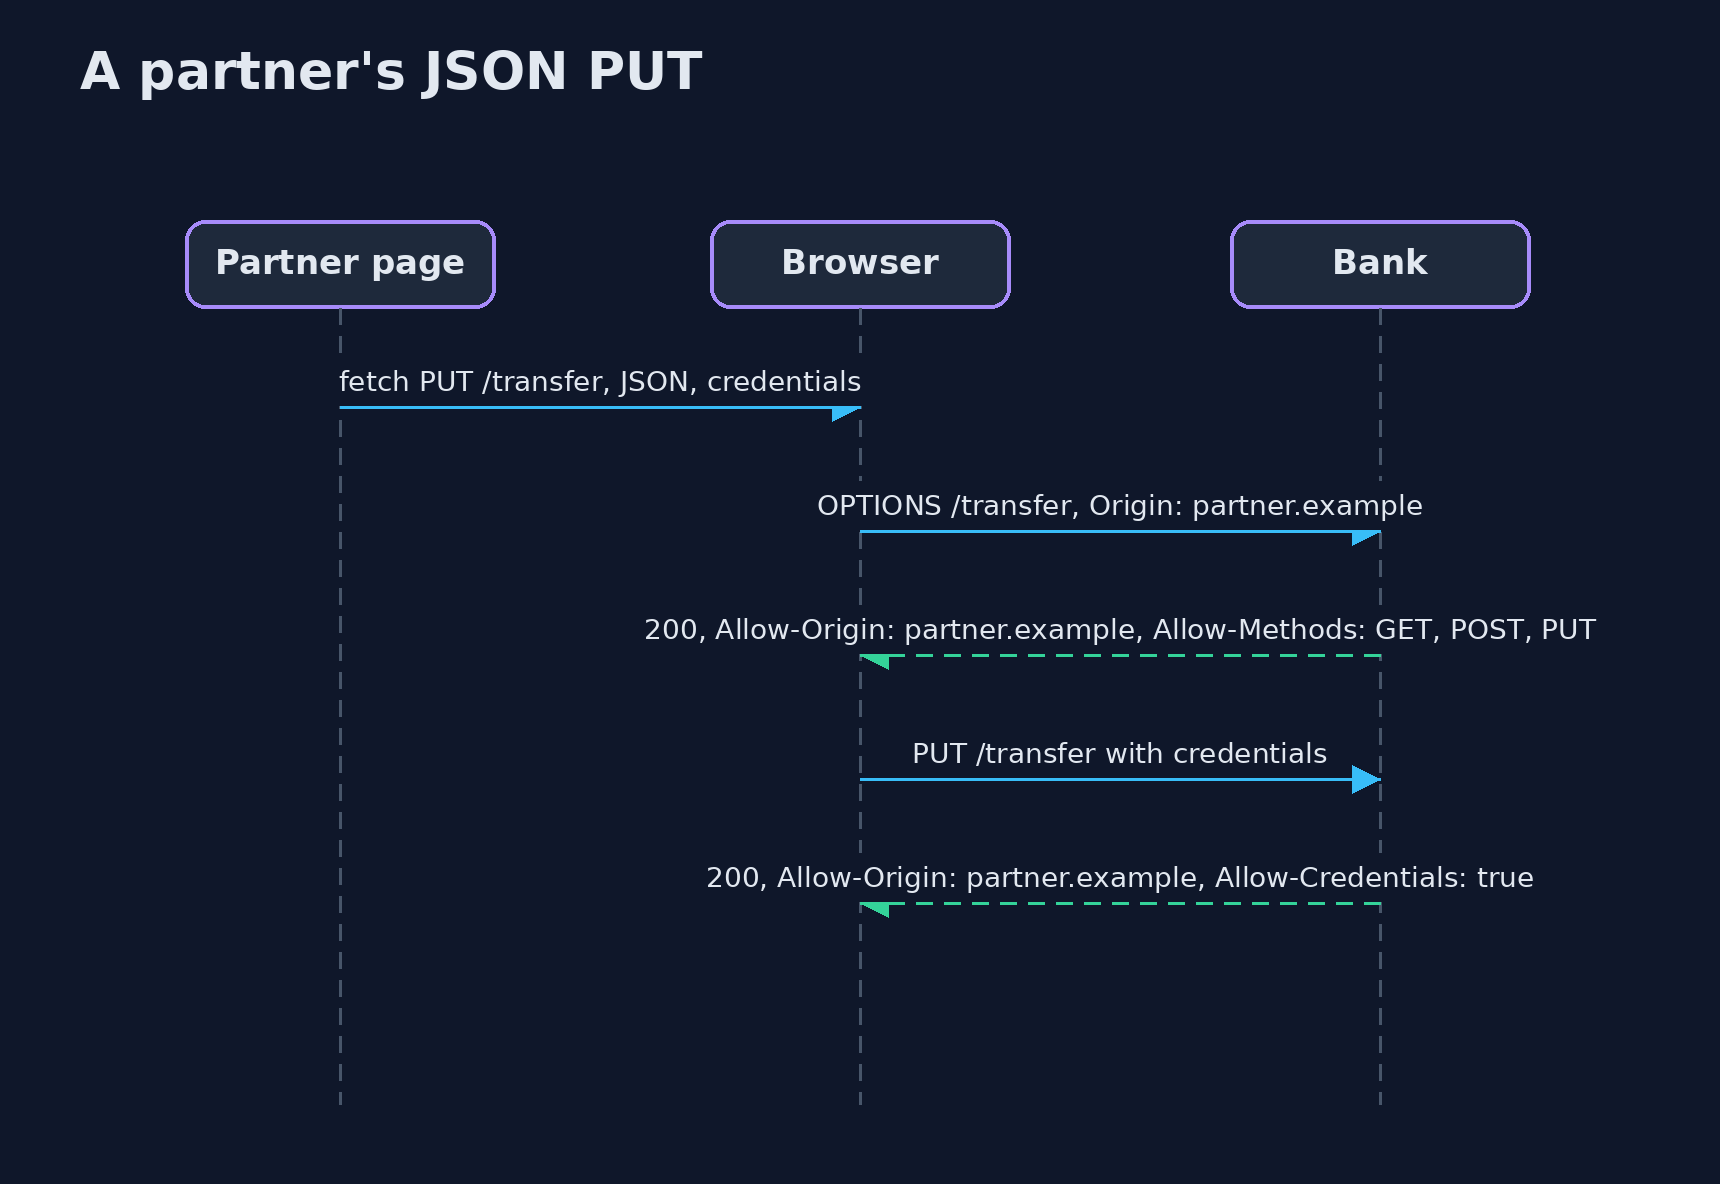 A partner's JSON PUT
Partner page
Browser
Bank
fetch PUT /transfer, JSON, credentials
OPTIONS /transfer, Origin: partner.example
200, Allow-Origin: partner.example, Allow-Methods: GET, POST, PUT
PUT /transfer with credentials
200, Allow-Origin: partner.example, Allow-Credentials: true